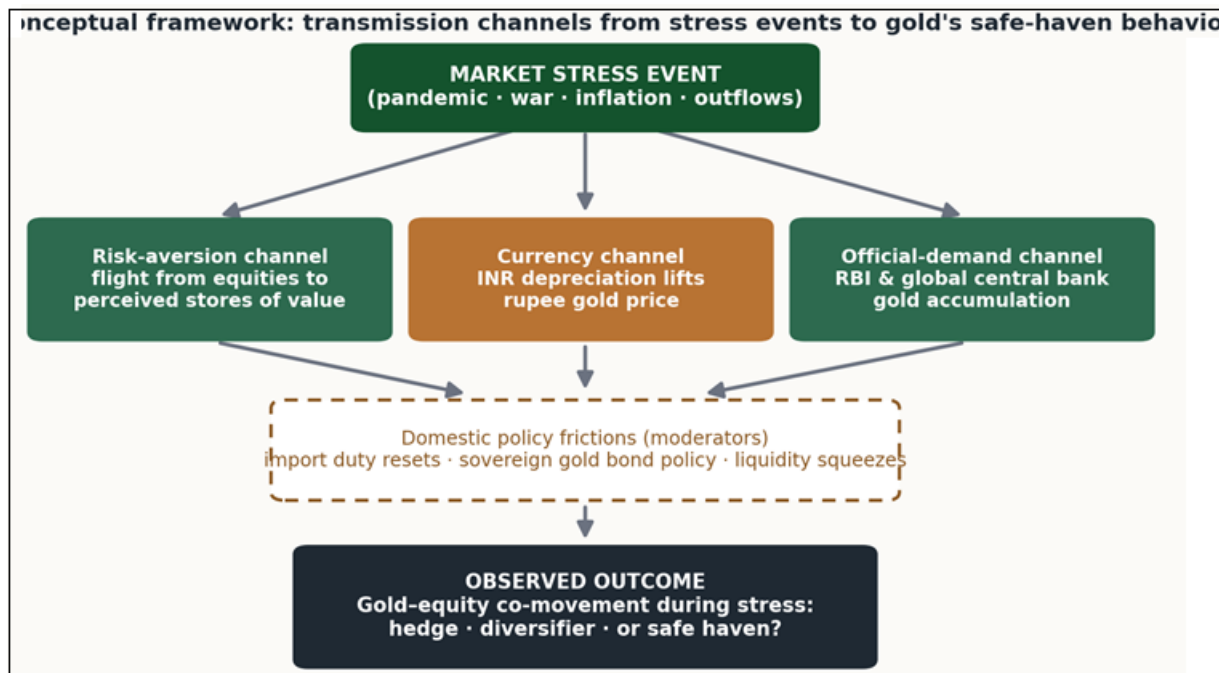 onceptual framework: transmission channels from stress events to gold's safe-haven behavio
MARKET STRESS EVENT
(pandemic · war · inflation · outflows)
Risk-aversion channel
flight from equities to
perceived stores of value
Currency channel
INR depreciation lifts
rupee gold price
Official-demand channel
RBI & global central bank
gold accumulation
Domestic policy frictions (moderators)
import duty resets · sovereign gold bond policy · liquidity squeezes
OBSERVED OUTCOME
Gold–equity co-movement during stress:
hedge · diversifier · or safe haven?